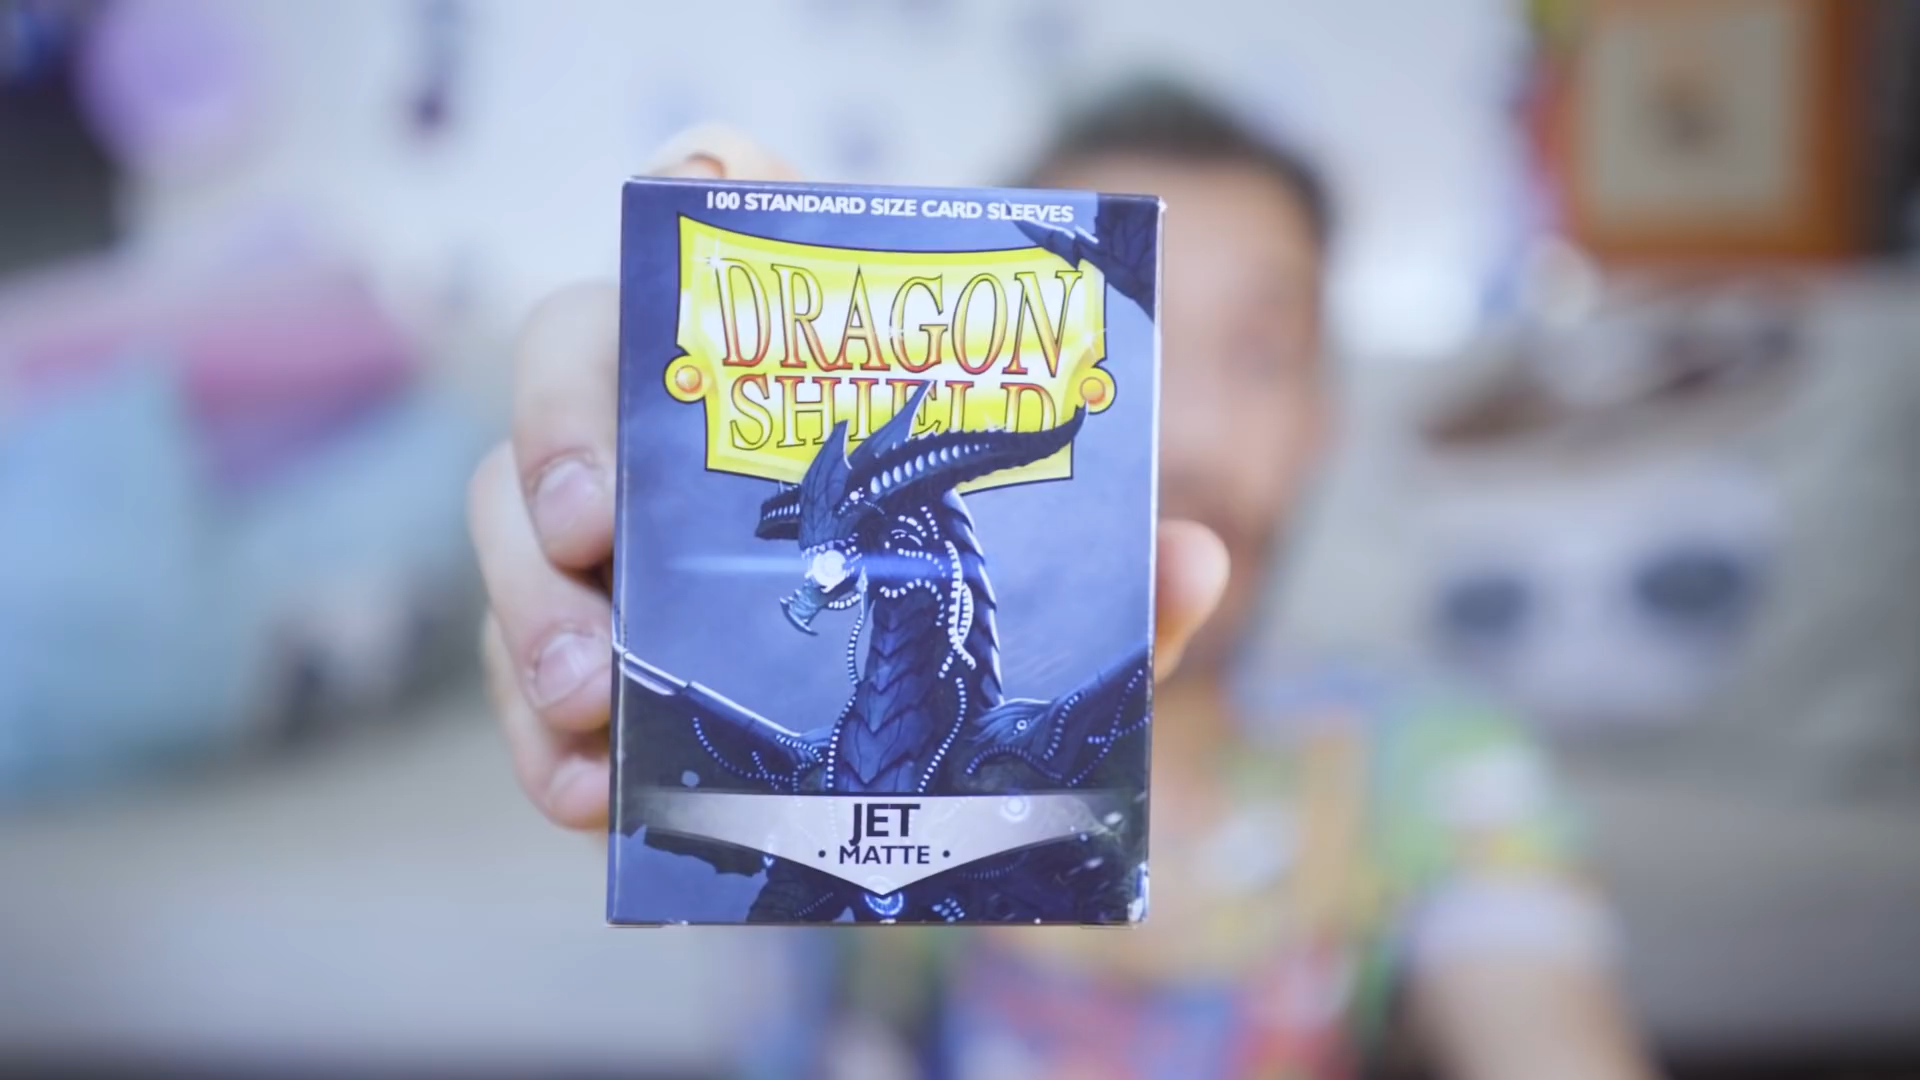 100 STANDARD SIZE CARD SLEEVES
DRAGON
SHIELD
JET
• MATTE •